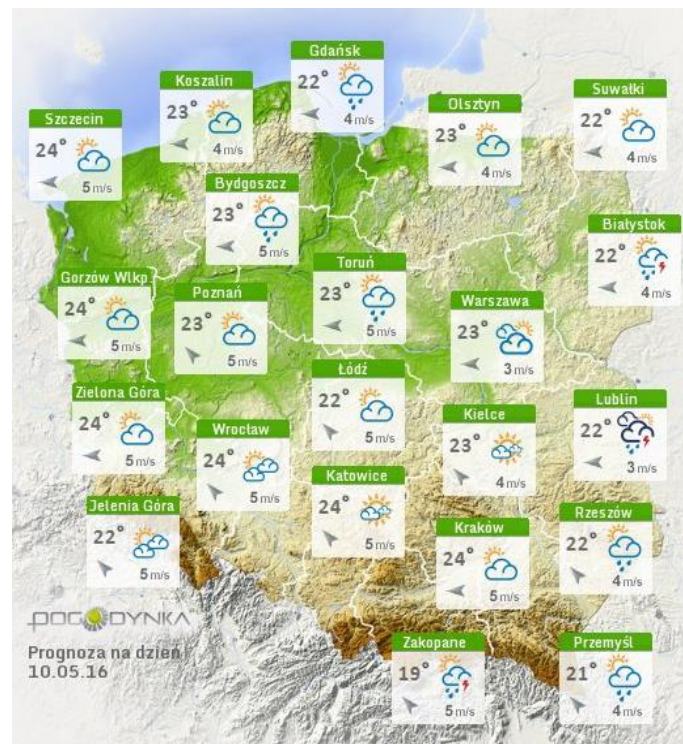 Gdańsk
22°
4 m/s
Koszalin
23°
4 m/s
Suwałki
22°
4 m/s
Olsztyn
23°
4 m/s
Szczecin
24°
5 m/s
Bydgoszcz
23°
5 m/s
Białystok
22°
4 m/s
Toruń
23°
5 m/s
Gorzów Wlkp
24°
5 m/s
Poznań
23°
5 m/s
Warszawa
23°
3 m/s
Łódź
22°
5 m/s
Zielona Góra
24°
5 m/s
Lublin
22°
3 m/s
Kielce
23°
4 m/s
Wrocław
24°
5 m/s
Katowice
24°
5 m/s
Jelenia Góra
22°
5 m/s
Rzeszów
22°
4 m/s
Kraków
24°
5 m/s
POGODYNKA
Prognoza na dzień
10.05.16
Zakopane
19°
5 m/s
Przemyśl
21°
4 m/s